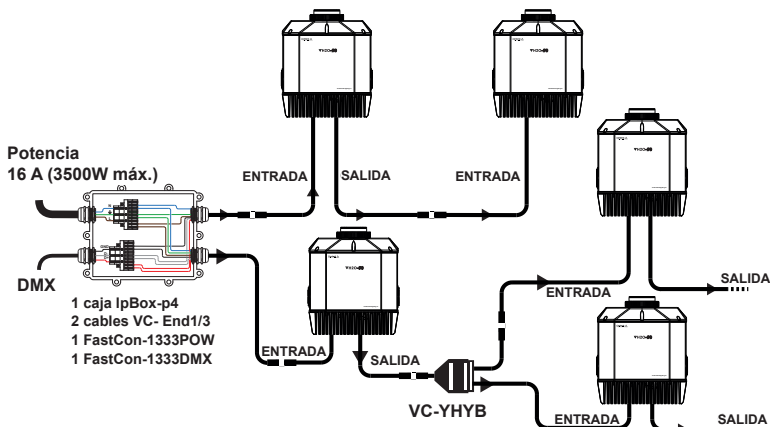 Potencia
16 A (3500W máx.)
ENTRADA
SALIDA
ENTRADA
DMX
1 caja IpBox-p4
2 cables VC- End1/3
1 FastCon-1333POW
1 FastCon-1333DMX
ENTRADA
SALIDA
VC-YHYB
ENTRADA
SALIDA
ENTRADA
SALIDA